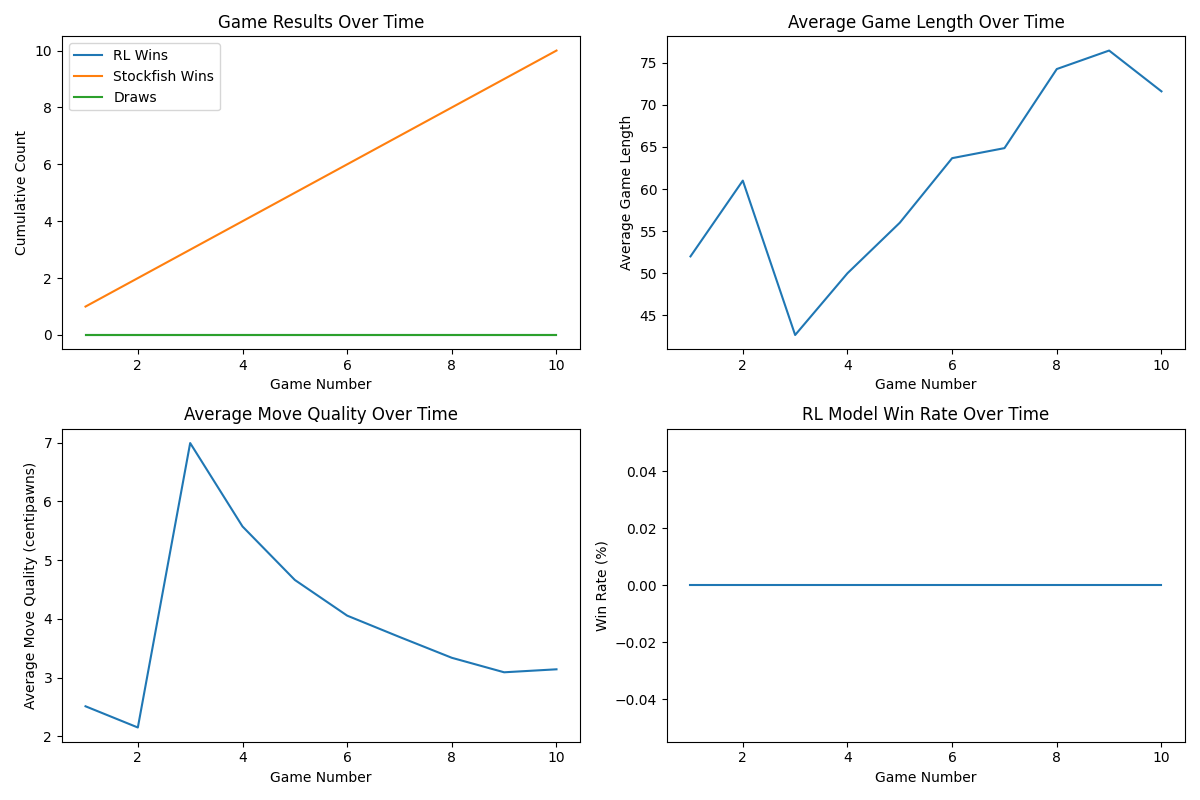 Game Results Over Time
RL Wins
Stockfish Wins
Draws
Cumulative Count
10
8
6
4
2
0
2 4 6 8 10
Game Number
Average Game Length Over Time
Average Game Length
75
70
65
60
55
50
45
2 4 6 8 10
Game Number
Average Move Quality Over Time
Average Move Quality (centipawns)
7
6
5
4
3
2
2 4 6 8 10
Game Number
RL Model Win Rate Over Time
Win Rate (%)
0.04
0.02
0.00
−0.02
−0.04
2 4 6 8 10
Game Number